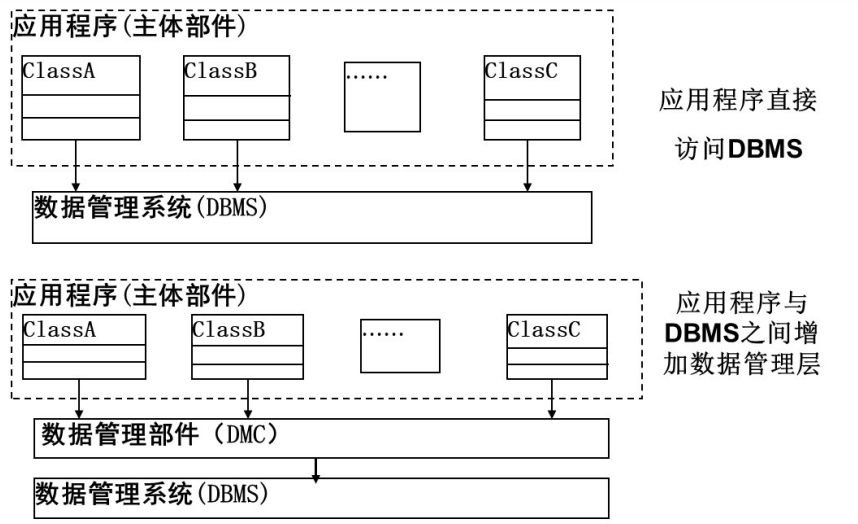 应用程序(主体部件)
ClassA
ClassB
……
ClassC
应用程序直接
访问DBMS
数据管理系统(DBMS)
应用程序(主体部件)
ClassA
ClassB
……
ClassC
应用程序与
DBMS之间增
加数据管理层
数据管理部件（DMC）
数据管理系统(DBMS)